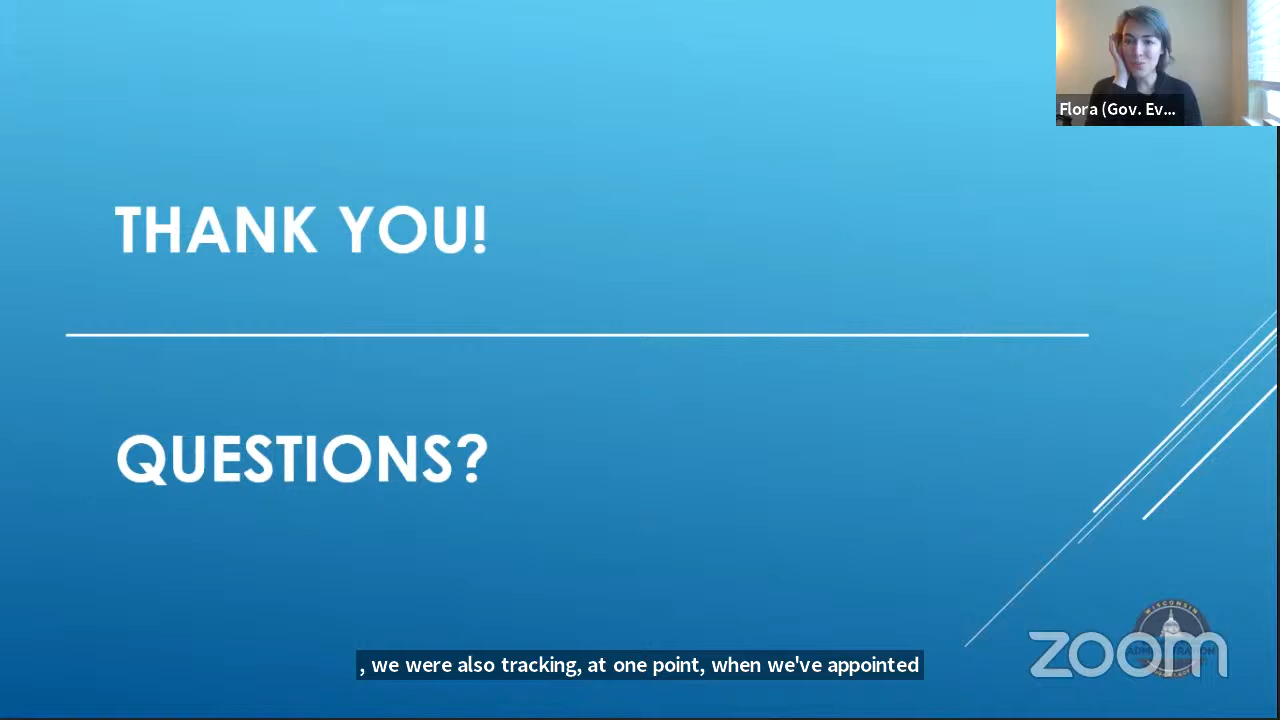 Flora (Gov. Ev...
THANK YOU!
QUESTIONS?
WISCONSIN
ADMINISTRATION
zoom
, we were also tracking, at one point, when we've appointed